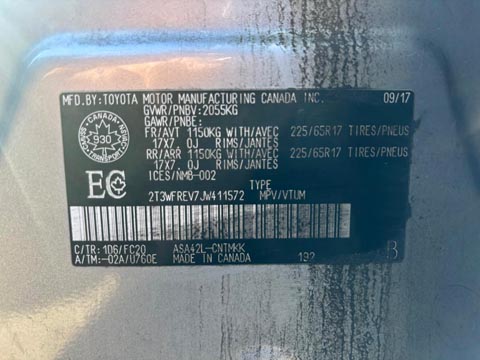 MFD.BY:TOYOTA MOTOR MANUFACTURING CANADA INC. 09/17
GVWR/PNBV:2055KG
GAWR/PNBE:
FR/AVT 1150KG WITH/AVEC 225/65R17 TIRES/PNEUS
17X7.0J RIMS/JANTES
RR/ARR 1150KG WITH/AVEC 225/65R17 TIRES/PNEUS
17X7.0J RIMS/JANTES
ICES/NMB-002
930
EC
TYPE
2T3WFREV7JW411572 MPV/VTUM
C/TR:1D6/FC20 ASA42L-CNTMKK
A/TM:-02A/U760E MADE IN CANADA 192 B